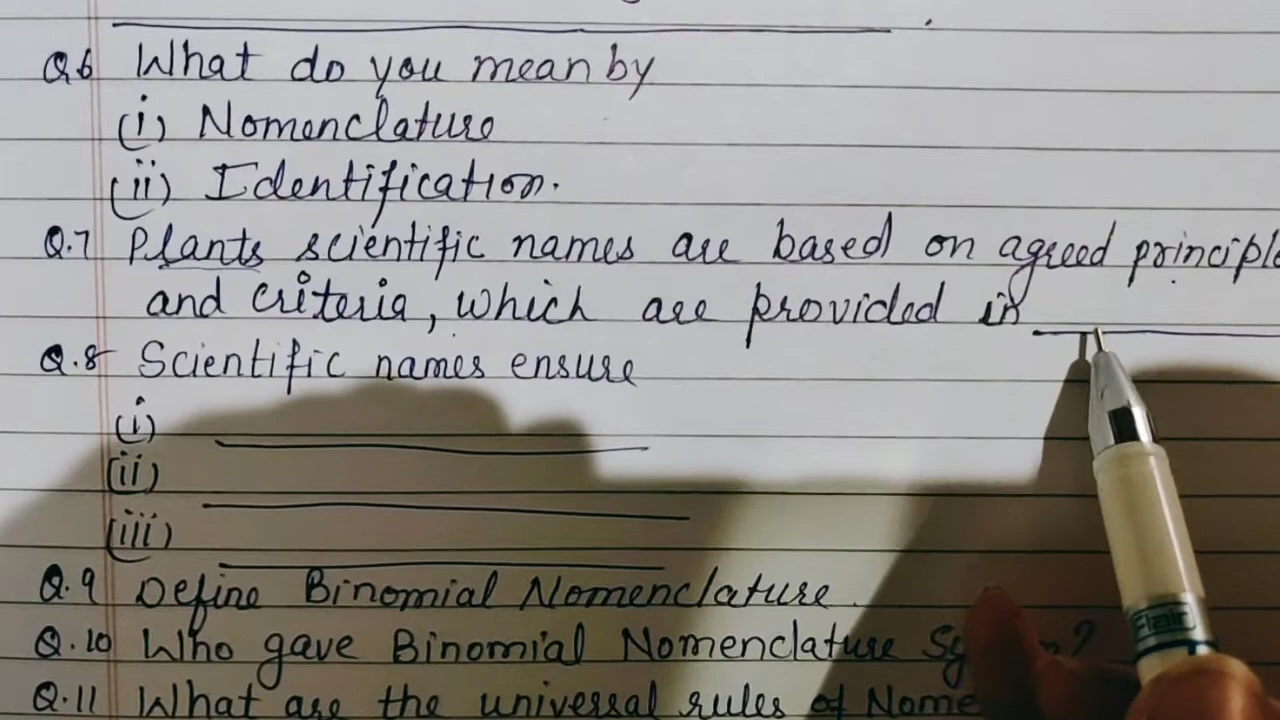 Q6 What do you mean by
(i) Nomenclature
(ii) Identification.
Q.7 Plants scientific names are based on agreed
and criteria, which are provided in
Q.8 Scientific names ensure
(i)
(ii)
(iii)
Q.9 Define Binomial Nomenclature.
Q.10 Who gave Binomial Nomenclature
Q.11 What are the universal rules of
Flair